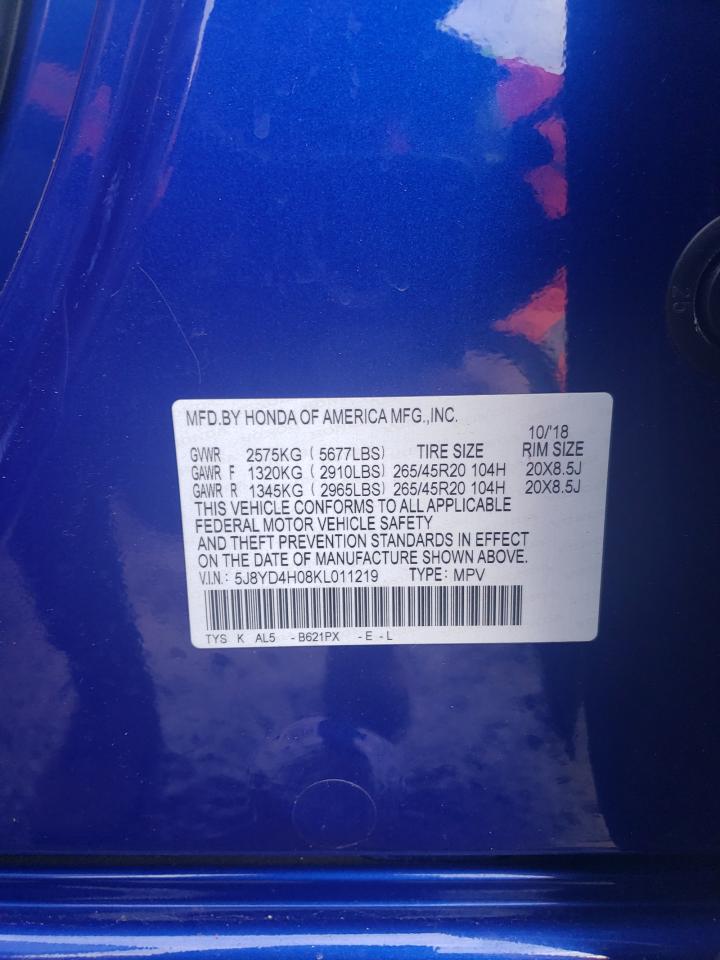 MFD.BY HONDA OF AMERICA MFG.,INC.
10/'18
GVWR 2575KG ( 5677LBS) TIRE SIZE RIM SIZE
GAWR F 1320KG ( 2910LBS) 265/45R20 104H 20X8.5J
GAWR R 1345KG ( 2965LBS) 265/45R20 104H 20X8.5J
THIS VEHICLE CONFORMS TO ALL APPLICABLE
FEDERAL MOTOR VEHICLE SAFETY
AND THEFT PREVENTION STANDARDS IN EFFECT
ON THE DATE OF MANUFACTURE SHOWN ABOVE.
V.I.N.: 5J8YD4H08KL011219 TYPE: MPV
TYS K AL5 -B621PX -E -L
25